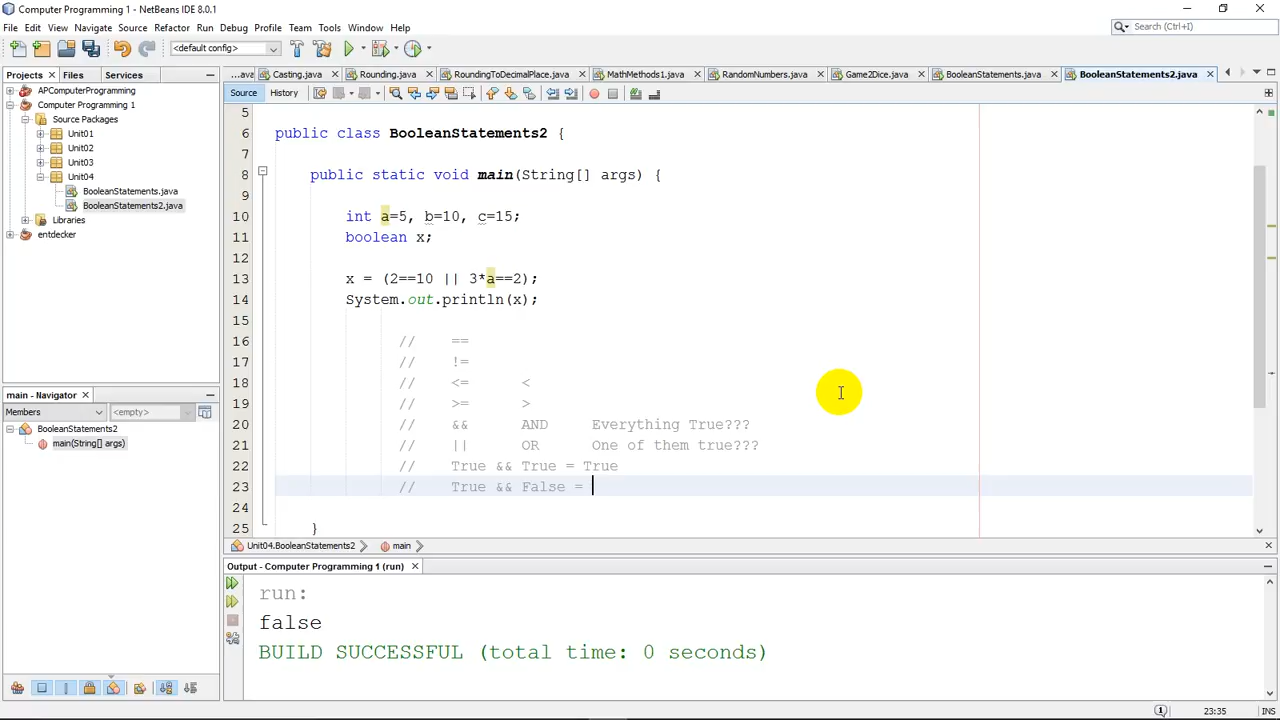 Computer Programming 1 - NetBeans IDE 8.0.1
File Edit View Navigate Source Refactor Run Debug Profile Team Tools Window Help
Search (Ctrl+I)
<default config>
Projects Files Services
...ava Casting.java Rounding.java RoundingToDecimalPlace.java MathMethods1.java RandomNumbers.java Game2Dice.java BooleanStatements.java BooleanStatements2.java
Source History
APComputerProgramming
Computer Programming 1
Source Packages
Unit01
Unit02
Unit03
Unit04
BooleanStatements.java
BooleanStatements2.java
Libraries
entdecker
5
6 public class BooleanStatements2 {
7
8 public static void main(String[] args) {
9
10 int a=5, b=10, c=15;
11 boolean x;
12
13 x = (2==10 || 3*a==2);
14 System.out.println(x);
15
16 // ==
17 // !=
18 // <= <
19 // >= >
20 // && AND Everything True???
21 // || OR One of them true???
22 // True && True = True
23 // True && False =
24
25 }
main - Navigator
Members <empty>
BooleanStatements2
main(String[] args)
Unit04.BooleanStatements2 main
Output - Computer Programming 1 (run)
run:
false
BUILD SUCCESSFUL (total time: 0 seconds)
1 23:35 INS